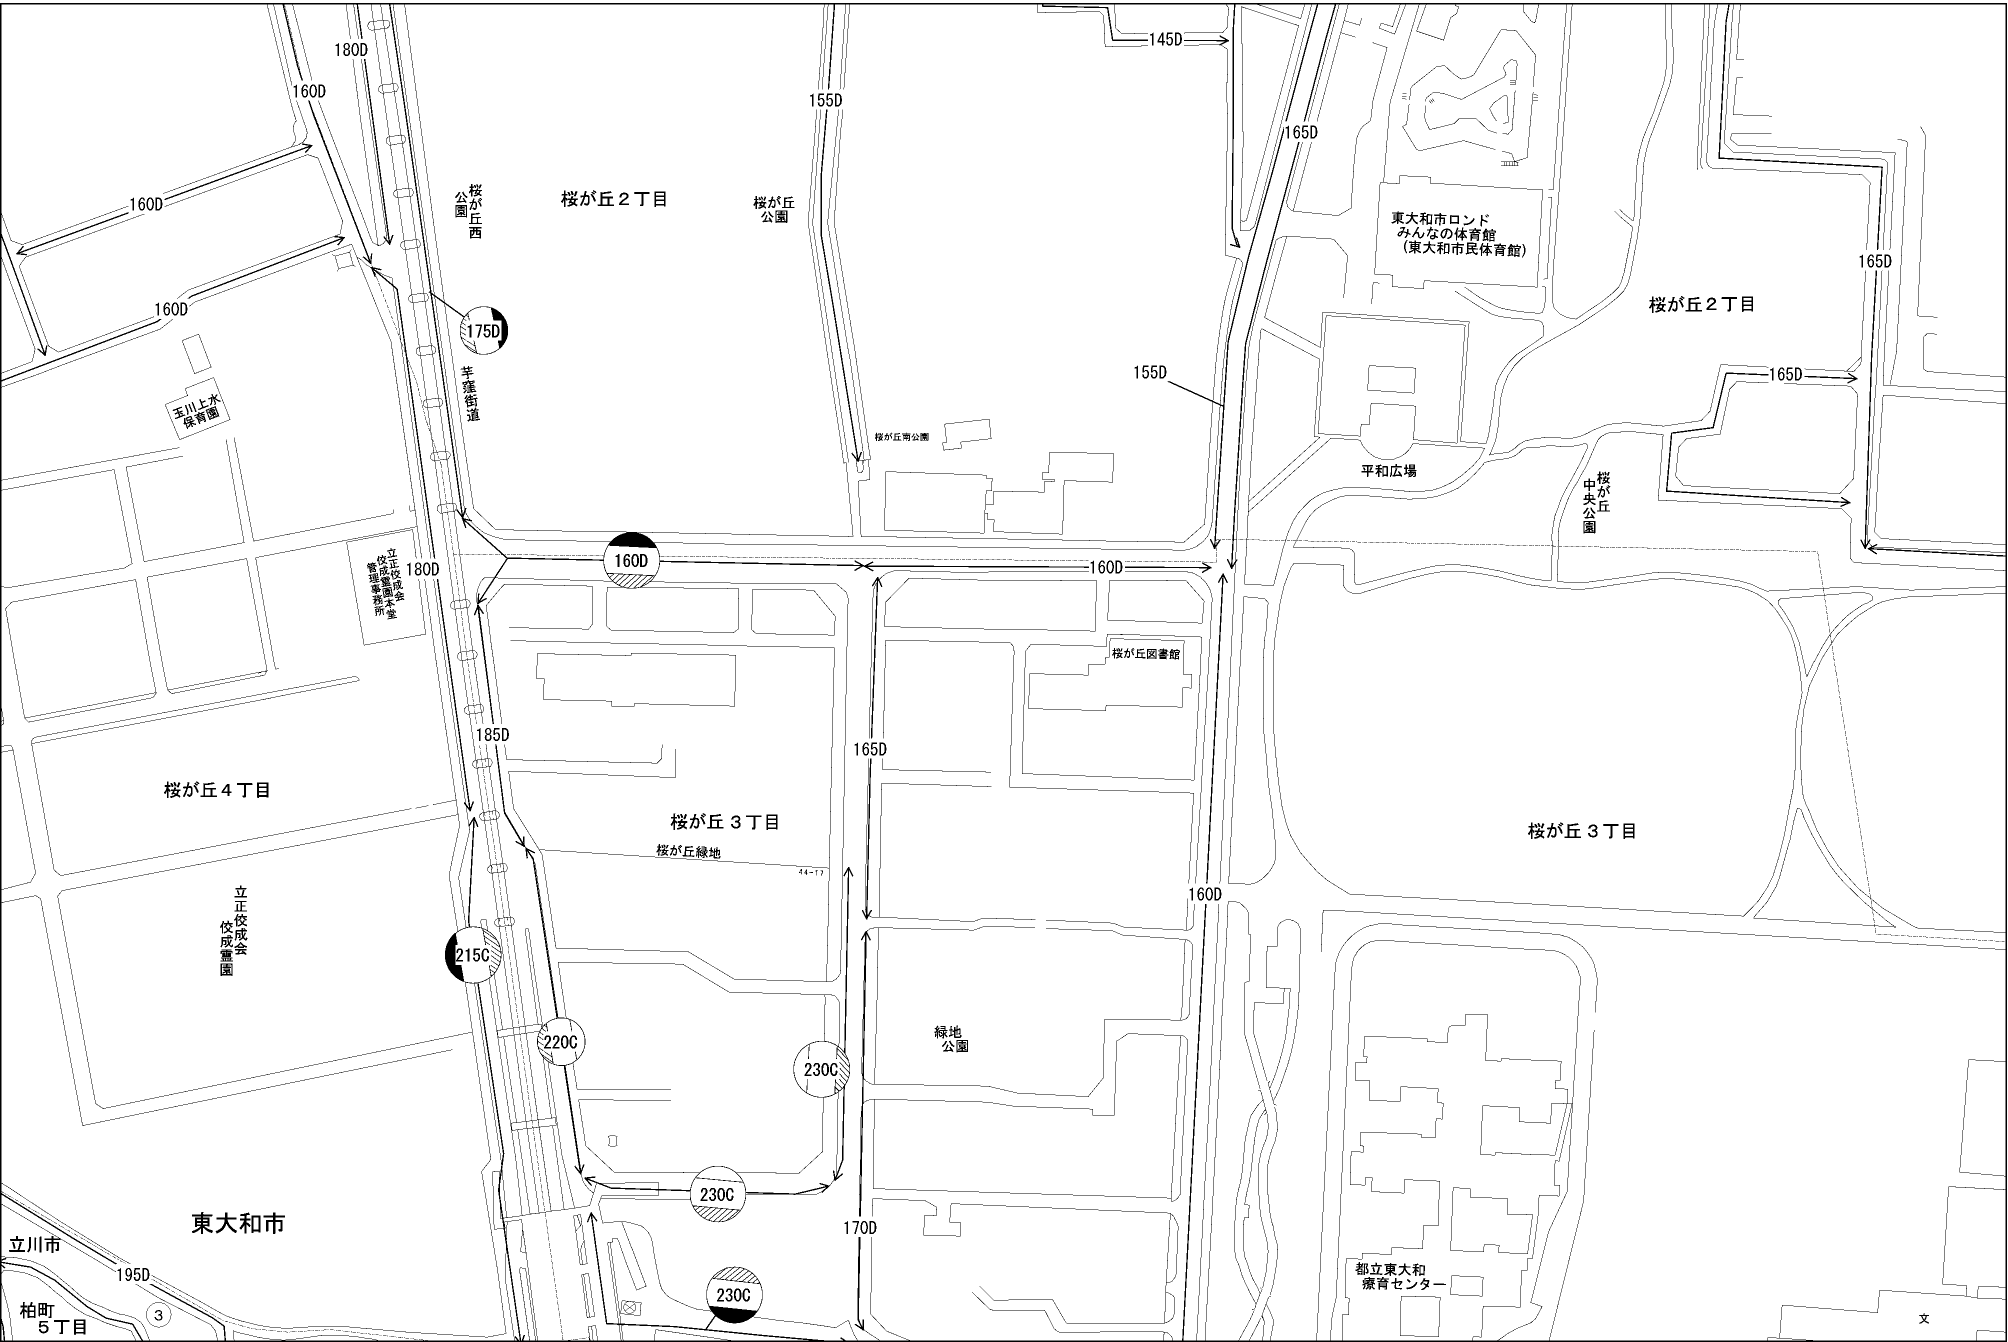 180D
145D
160D
155D
165D
桜が丘西
公園
桜が丘２丁目
桜が丘
公園
160D
東大和市ロンド
みんなの体育館
（東大和市民体育館）
165D
160D
桜が丘２丁目
175D
155D
165D
芋窪街道
玉川上水
保育園
桜が丘南公園
平和広場
桜が丘
中央公園
立正佼成会
佼成霊園本堂
管理事務所
180D
160D
160D
桜が丘図書館
185D
165D
桜が丘４丁目
桜が丘３丁目
桜が丘３丁目
桜が丘緑地
44-17
160D
立正佼成会
佼成霊園
215C
220C
230C
緑地
公園
230C
東大和市
170D
立川市
195D
都立東大和
療育センター
230C
柏町
５丁目
3
文